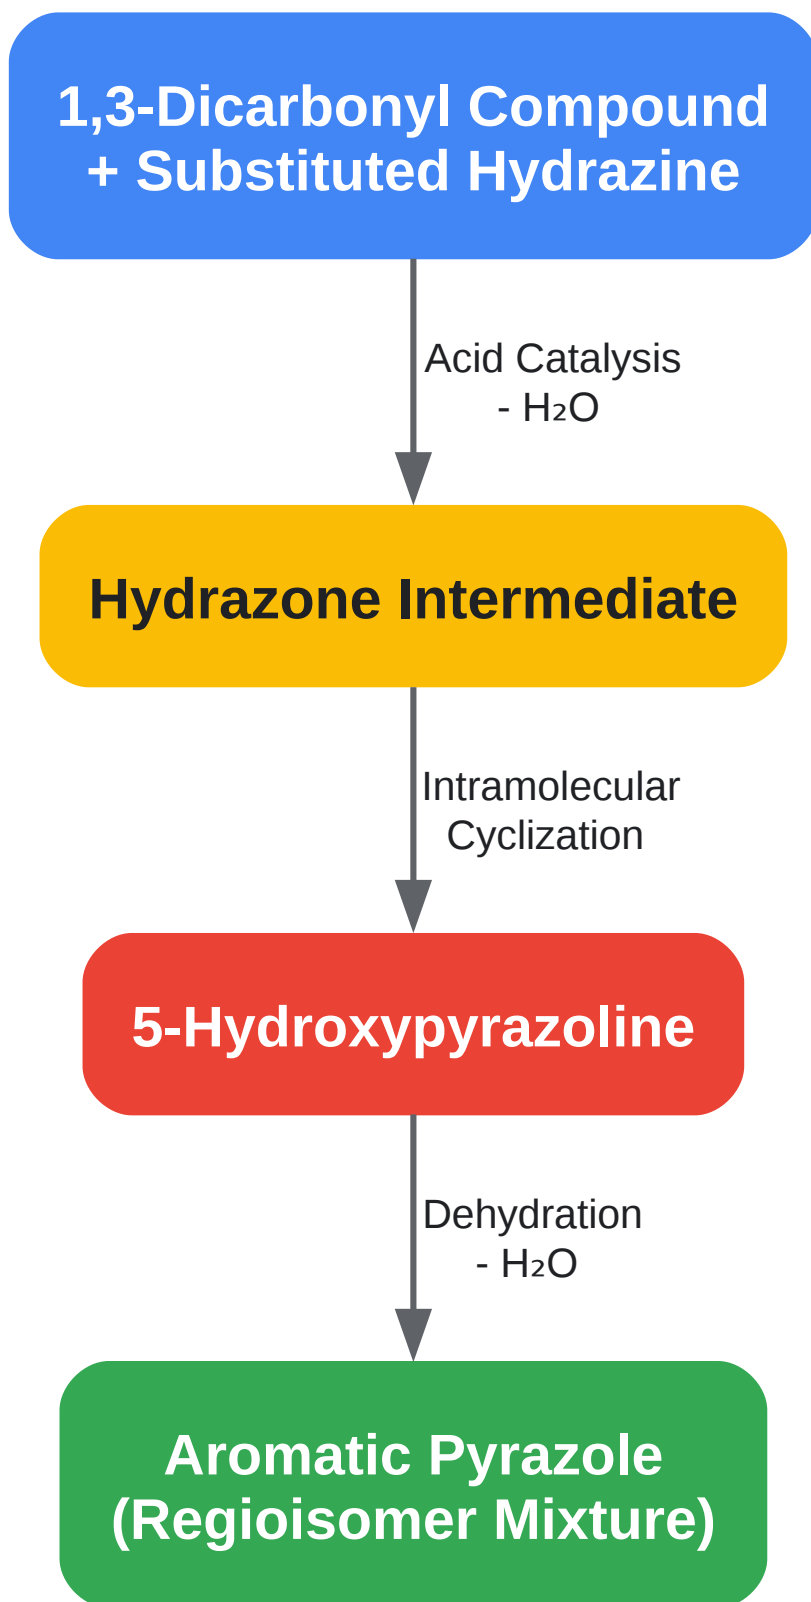 1,3-Dicarbonyl Compound
+ Substituted Hydrazine
Acid Catalysis
- H₂O
Hydrazone Intermediate
Intramolecular
Cyclization
5-Hydroxypyrazoline
Dehydration
- H₂O
Aromatic Pyrazole
(Regioisomer Mixture)